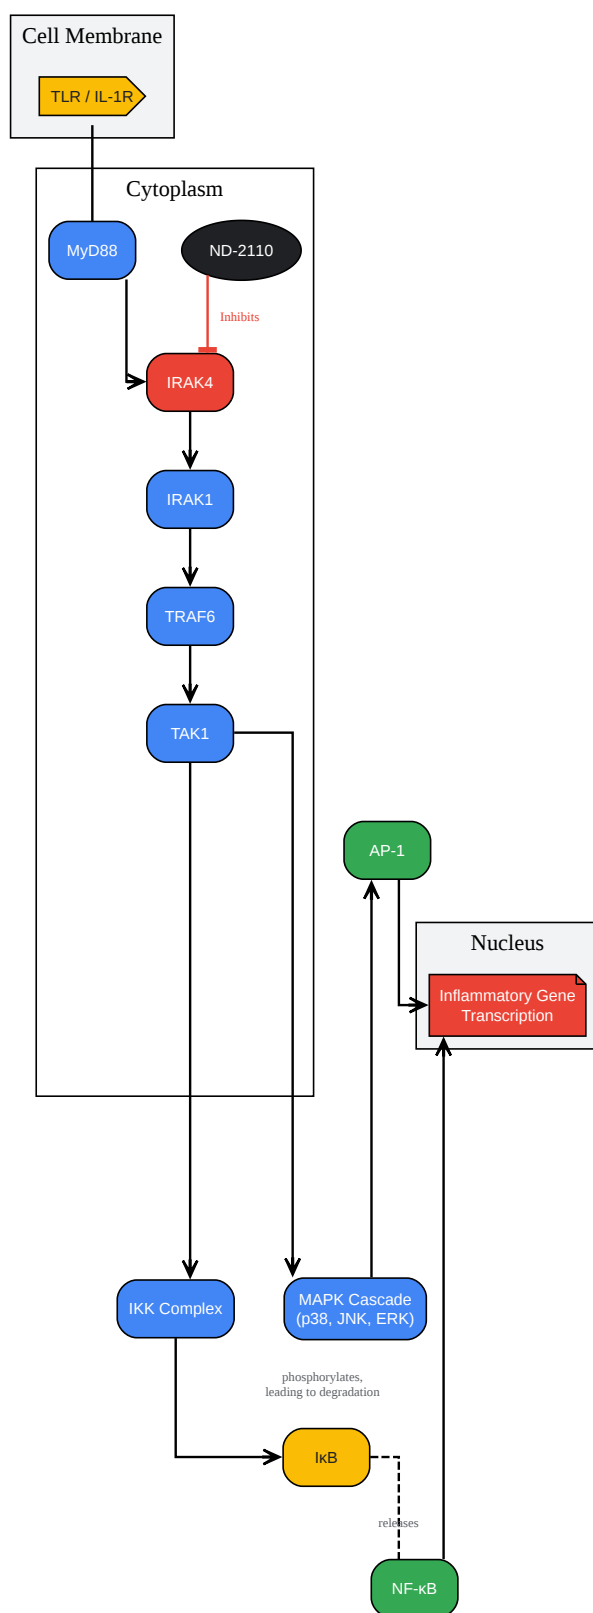 Cell Membrane
TLR / IL-1R
Cytoplasm
MyD88
ND-2110
Inhibits
IRAK4
IRAK1
TRAF6
TAK1
AP-1
Nucleus
Inflammatory Gene
Transcription
IKK Complex
MAPK Cascade
(p38, JNK, ERK)
phosphorylates,
leading to degradation
IκB
releases
NF-κB